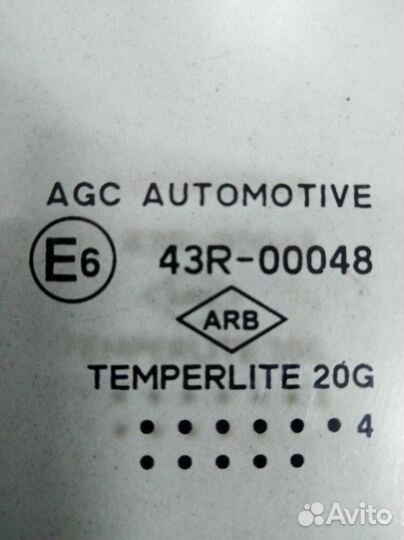 AGC AUTOMOTIVE
E6 43R-00048
ARB
TEMPERLITE 20G
• • • • • • 4
• • • • •
Avito